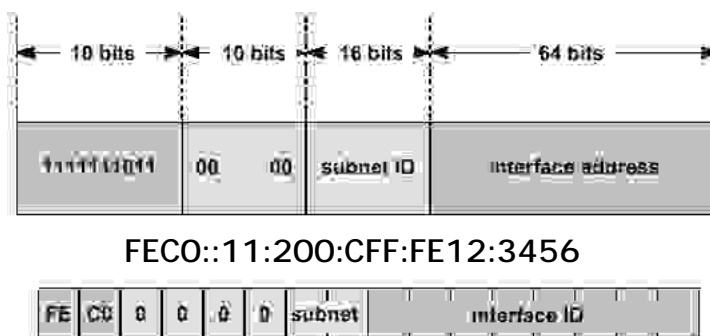 10 bits 10 bits 16 bits 64 bits
00 00 subnet ID interface address
FEC0::11:200:CFF:FE12:3456
FE C0 0 0 0 0 subnet interface ID